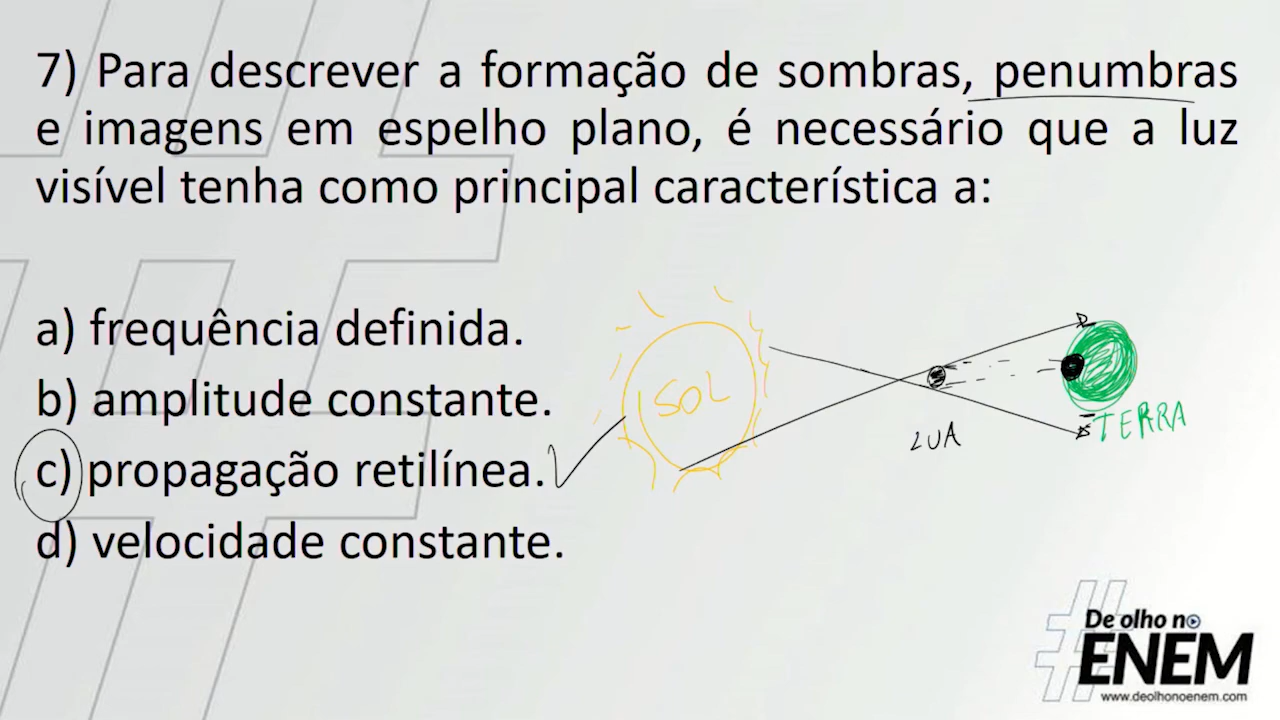 7) Para descrever a formação de sombras, penumbras
e imagens em espelho plano, é necessário que a luz
visível tenha como principal característica a:
a) frequência definida.
b) amplitude constante.
c) propagação retilínea.
d) velocidade constante.
SOL
LUA
TERRA
De olho no
ENEM
www.deolhonoenem.com